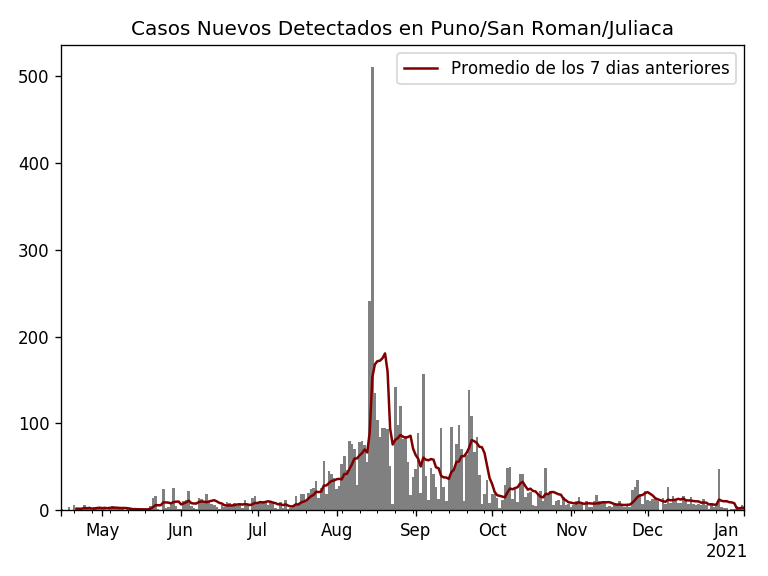 Casos Nuevos Detectados en Puno/San Roman/Juliaca
Promedio de los 7 dias anteriores
500
400
300
200
100
0
May Jun Jul Aug Sep Oct Nov Dec Jan
2021